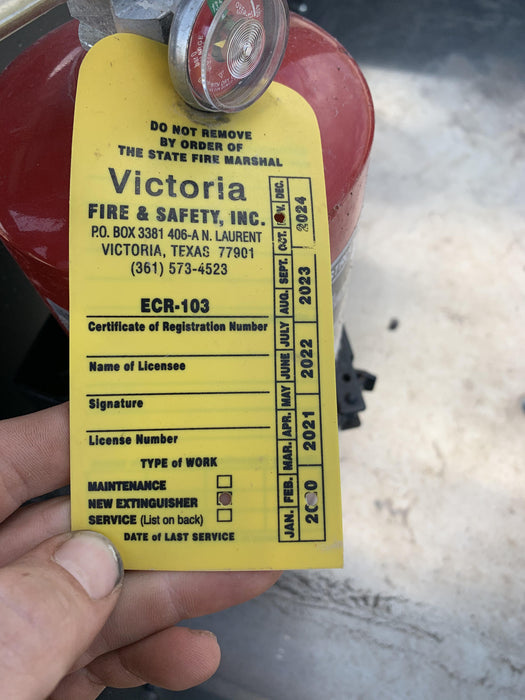 DO NOT REMOVE
BY ORDER OF
THE STATE FIRE MARSHAL
Victoria
FIRE & SAFETY, INC.
P.O. BOX 3381 406-A N. LAURENT
VICTORIA, TEXAS 77901
(361) 573-4523
ECR-103
Certificate of Registration Number
Name of Licensee
Signature
License Number
TYPE of WORK
MAINTENANCE
NEW EXTINGUISHER
SERVICE (List on back)
DATE of LAST SERVICE
JAN. FEB. MAR. APR. MAY JUNE JULY AUG. SEPT. OCT. DEC.
2021 2022 2023 2024